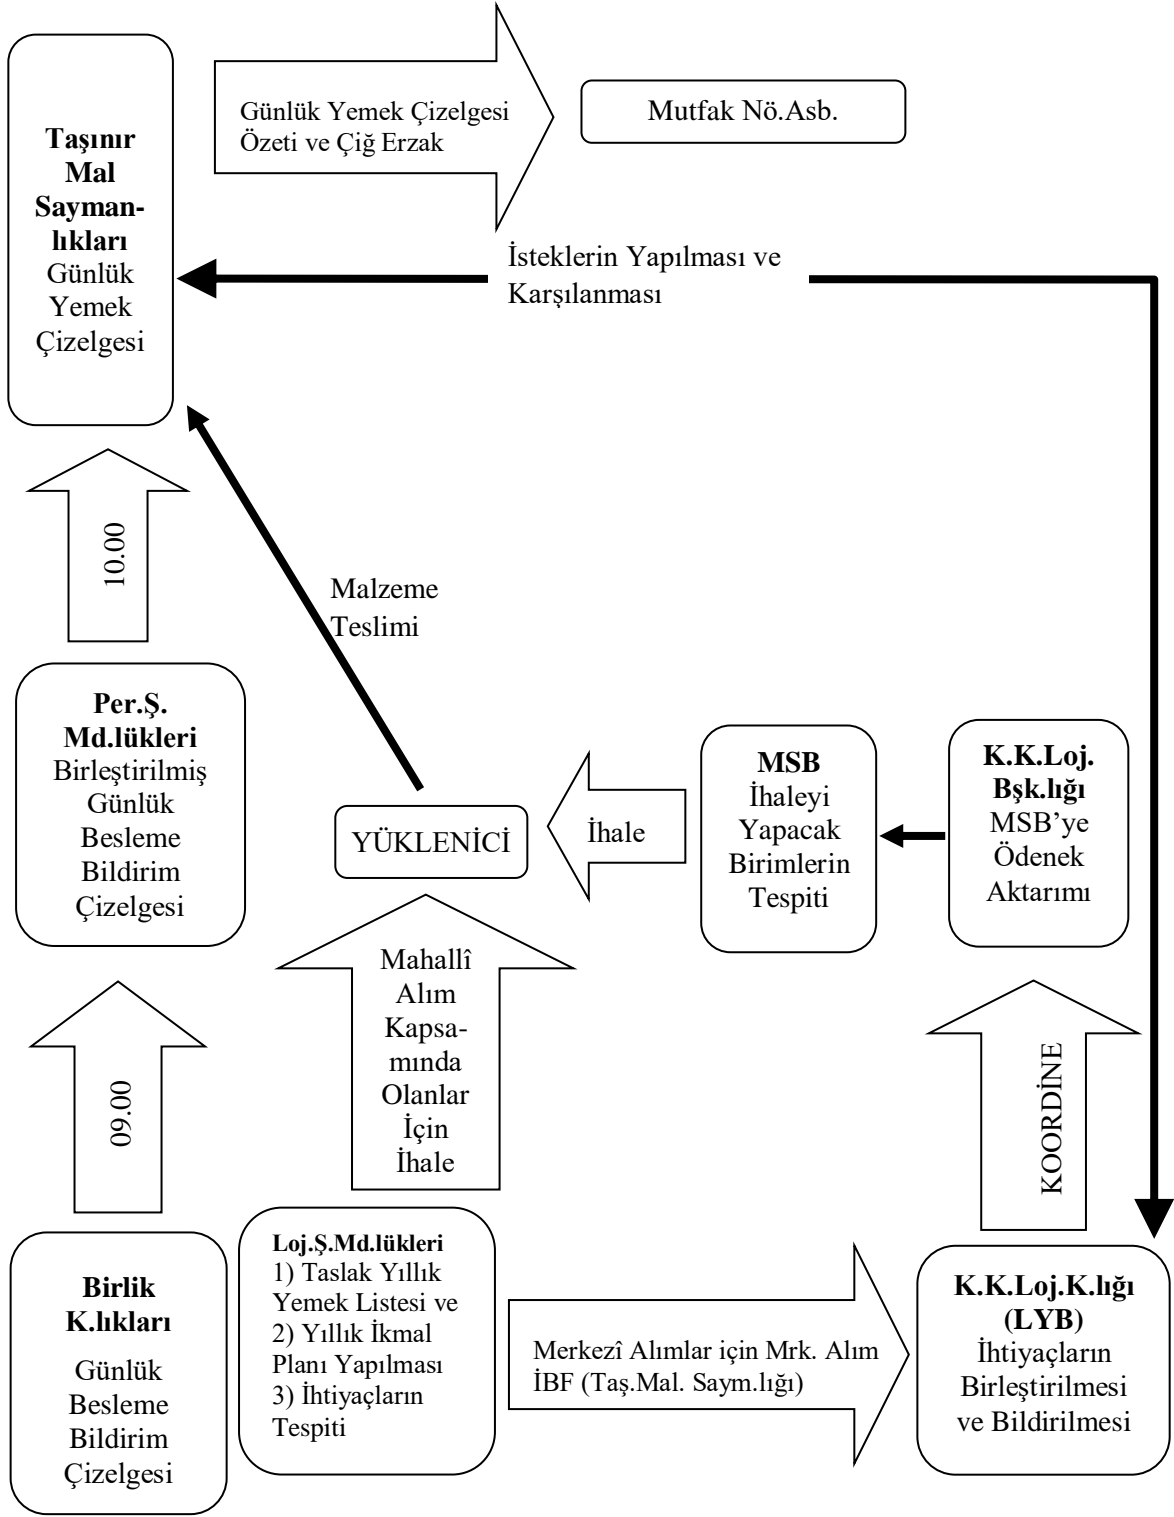 Taşınır
Mal
Sayman-
lıkları
Günlük
Yemek
Çizelgesi
Günlük Yemek Çizelgesi
Özeti ve Çiğ Erzak
Mutfak Nö.Asb.
İsteklerin Yapılması ve
Karşılanması
10.00
Malzeme
Teslimi
Per.Ş.
Md.lükleri
Birleştirilmiş
Günlük
Besleme
Bildirim
Çizelgesi
YÜKLENİCİ
İhale
MSB
İhaleyi
Yapacak
Birimlerin
Tespiti
K.K.Loj.
Bşk.lığı
MSB’ye
Ödenek
Aktarımı
09.00
Mahallî
Alım
Kapsa-
mında
Olanlar
İçin
İhale
KOORDİNE
Birlik
K.lıkları
Günlük
Besleme
Bildirim
Çizelgesi
Loj.Ş.Md.lükleri
1) Taslak Yıllık
Yemek Listesi ve
2) Yıllık İkmal
Planı Yapılması
3) İhtiyaçların
Tespiti
Merkezî Alımlar için Mrk. Alım
İBF (Taş.Mal. Saym.lığı)
K.K.Loj.K.lığı
(LYB)
İhtiyaçların
Birleştirilmesi
ve Bildirilmesi